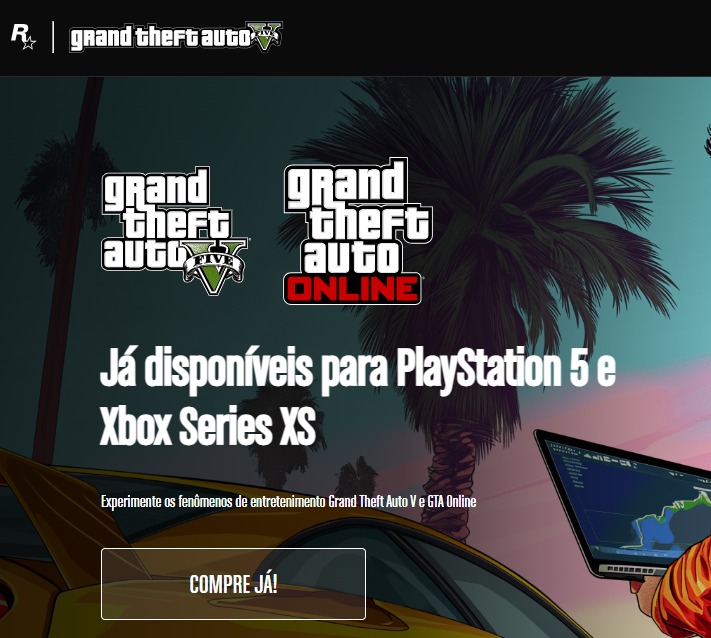 R
grand theft auto V
FIVE
grand
theft
auto V
FIVE
grand
theft
auto
ONLINE
Já disponíveis para PlayStation 5 e
Xbox Series XS
Experimente os fenômenos de entretenimento Grand Theft Auto V e GTA Online
COMPRE JÁ!